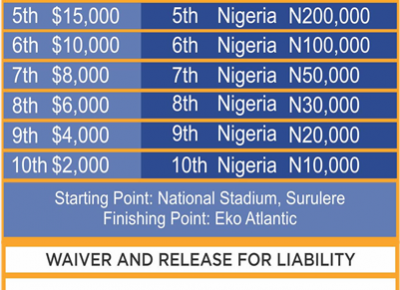 5th $15,000 5th Nigeria N200,000
6th $10,000 6th Nigeria N100,000
7th $8,000 7th Nigeria N50,000
8th $6,000 8th Nigeria N30,000
9th $4,000 9th Nigeria N20,000
10th $2,000 10th Nigeria N10,000
Starting Point: National Stadium, Surulere
Finishing Point: Eko Atlantic
WAIVER AND RELEASE FOR LIABILITY